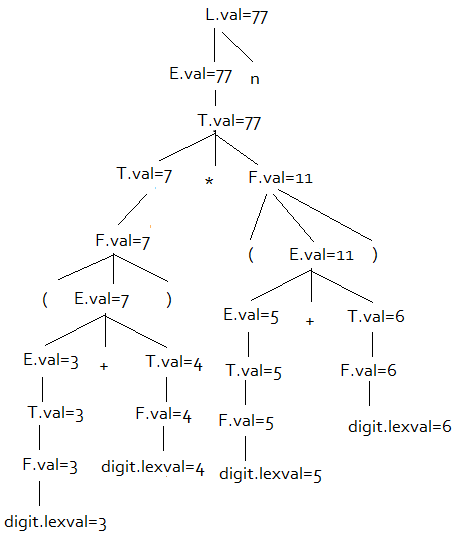 L.val=77
E.val=77 n
T.val=77
T.val=7 * F.val=11
F.val=7 ( E.val=11 )
( E.val=7 ) E.val=5 + T.val=6
E.val=3 + T.val=4 T.val=5 F.val=6
T.val=3 F.val=4 F.val=5 digit.lexval=6
F.val=3 digit.lexval=4 digit.lexval=5
digit.lexval=3